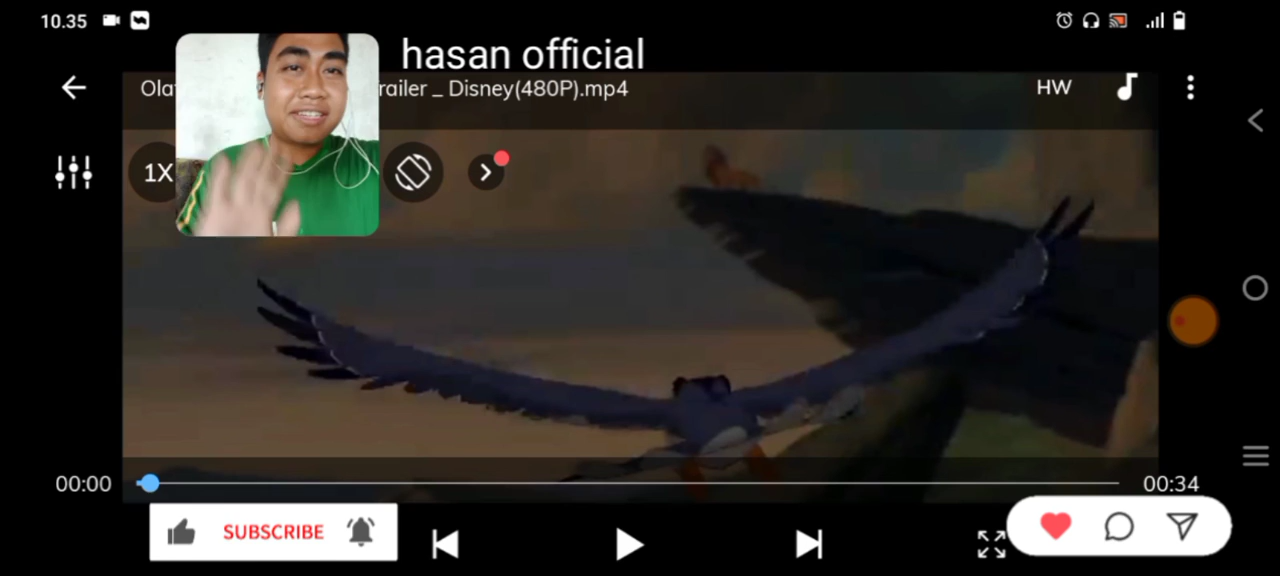 10.35
hasan official
Ola railer _ Disney(480P).mp4
HW
1X
00:00
00:34
SUBSCRIBE